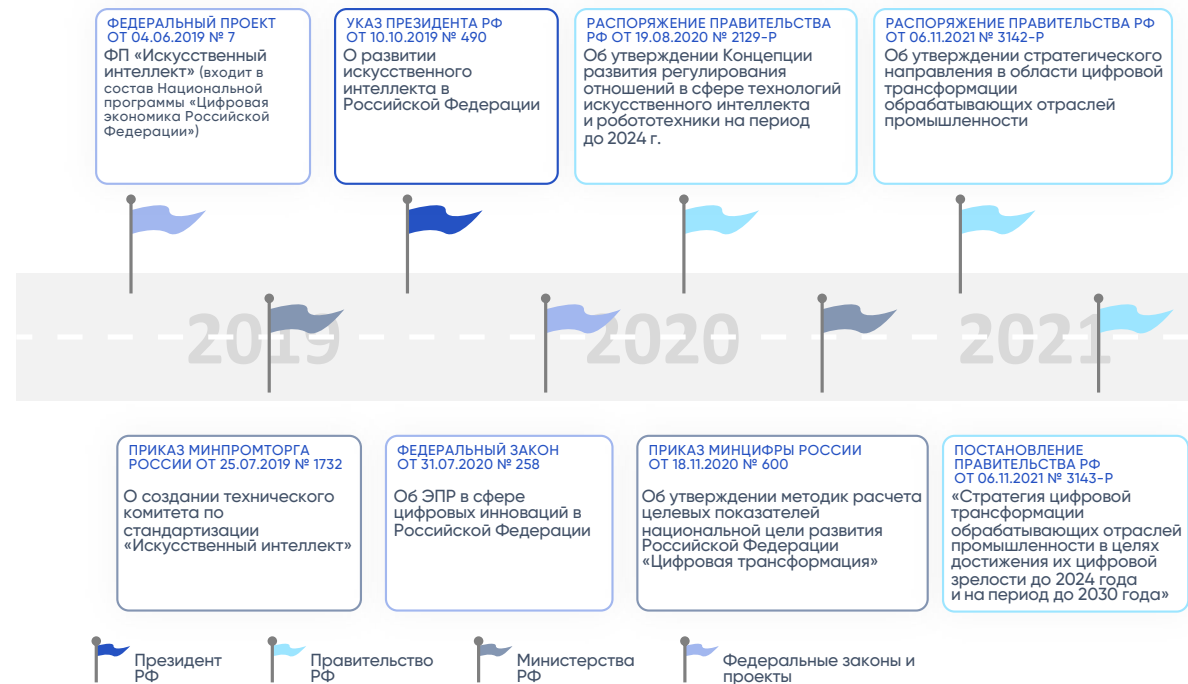 ФЕДЕРАЛЬНЫЙ ПРОЕКТ
ОТ 04.06.2019 № 7
ФП «Искусственный
интеллект» (входит в
состав Национальной
программы «Цифровая
экономика Российской
Федерации»)
УКАЗ ПРЕЗИДЕНТА РФ
ОТ 10.10.2019 № 490
О развитии
искусственного
интеллекта в
Российской Федерации
РАСПОРЯЖЕНИЕ ПРАВИТЕЛЬСТВА
РФ ОТ 19.08.2020 № 2129-Р
Об утверждении Концепции
развития регулирования
отношений в сфере технологий
искусственного интеллекта
и робототехники на период
до 2024 г.
РАСПОРЯЖЕНИЕ ПРАВИТЕЛЬСТВА РФ
ОТ 06.11.2021 № 3142-Р
Об утверждении стратегического
направления в области цифровой
трансформации
обрабатывающих отраслей
промышленности
2019
2020
2021
ПРИКАЗ МИНПРОМТОРГА
РОССИИ ОТ 25.07.2019 № 1732
О создании технического
комитета по
стандартизации
«Искусственный интеллект»
ФЕДЕРАЛЬНЫЙ ЗАКОН
ОТ 31.07.2020 № 258
Об ЭПР в сфере
цифровых инноваций в
Российской Федерации
ПРИКАЗ МИНЦИФРЫ РОССИИ
ОТ 18.11.2020 № 600
Об утверждении методик расчета
целевых показателей
национальной цели развития
Российской Федерации
«Цифровая трансформация»
ПОСТАНОВЛЕНИЕ
ПРАВИТЕЛЬСТВА РФ
ОТ 06.11.2021 № 3143-Р
«Стратегия цифровой
трансформации
обрабатывающих отраслей
промышленности в целях
достижения их цифровой
зрелости до 2024 года
и на период до 2030 года»
Президент
РФ
Правительство
РФ
Министерства
РФ
Федеральные законы и
проекты